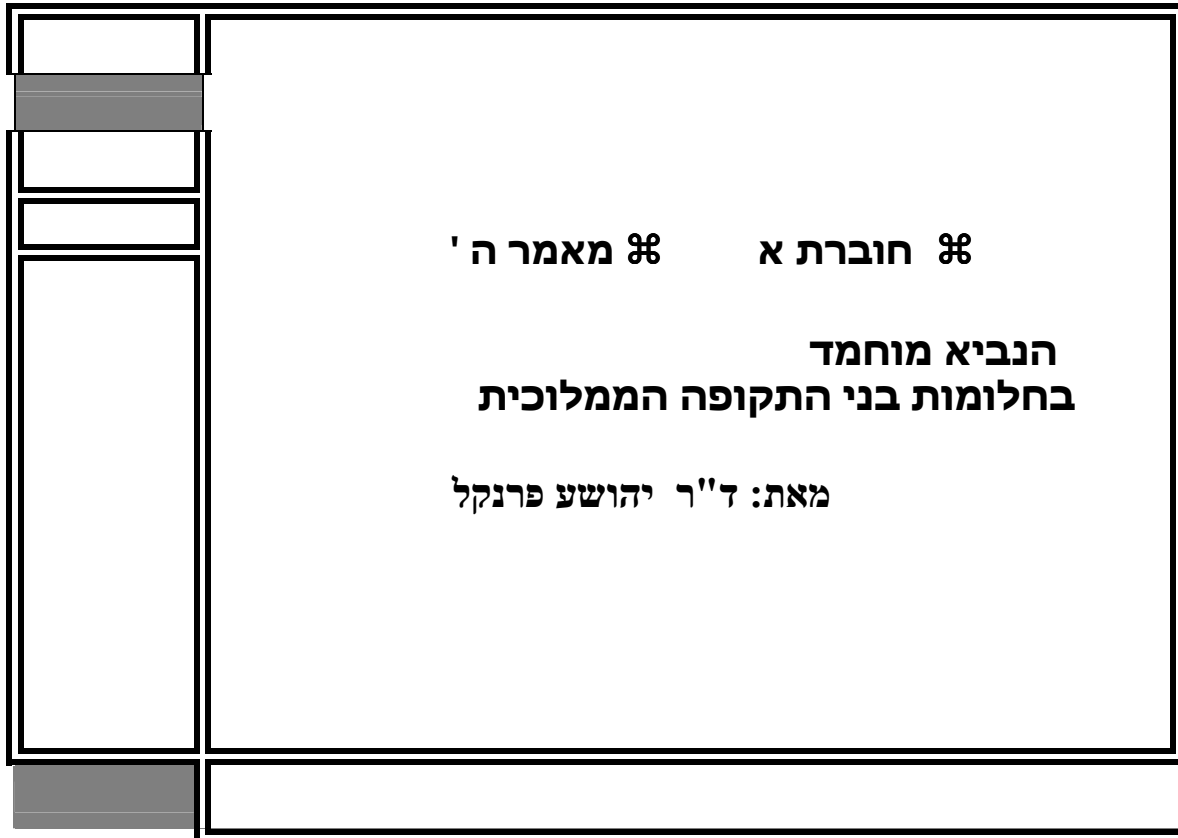 ⌘ חוברת א ⌘ מאמר ה '
הנביא מוחמד
בחלומות בני התקופה הממלוכית
מאת: ד"ר יהושע פרנקל